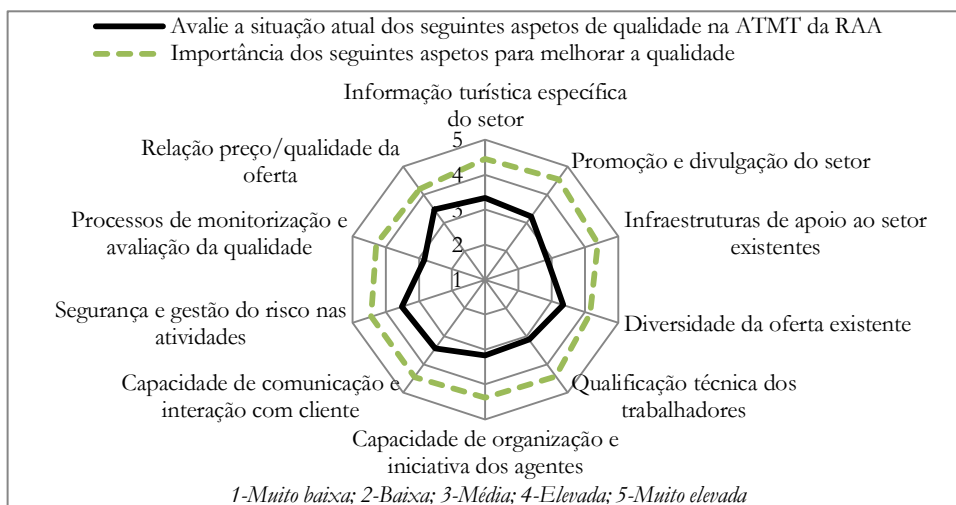 Avalie a situação atual dos seguintes aspetos de qualidade na ATMT da RAA
Importância dos seguintes aspetos para melhorar a qualidade
Informação turística específica
do setor
Promoção e divulgação do setor
Infraestruturas de apoio ao setor
existentes
Diversidade da oferta existente
Qualificação técnica dos
trabalhadores
Capacidade de organização e
iniciativa dos agentes
Capacidade de comunicação e
interação com cliente
Segurança e gestão do risco nas
atividades
Processos de monitorização e
avaliação da qualidade
Relação preço/qualidade da
oferta
5
4
3
2
1
1-Muito baixa; 2-Baixa; 3-Média; 4-Elevada; 5-Muito elevada